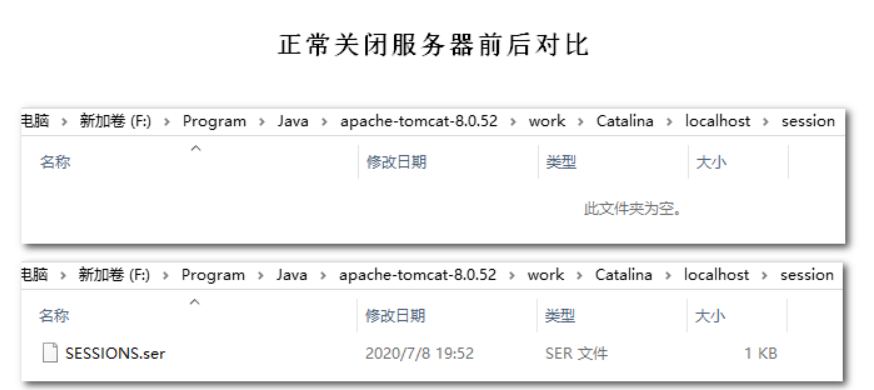 正常关闭服务器前后对比
电脑 › 新加卷 (F:) › Program › Java › apache-tomcat-8.0.52 › work › Catalina › localhost › session
名称 修改日期 类型 大小
此文件夹为空。
电脑 › 新加卷 (F:) › Program › Java › apache-tomcat-8.0.52 › work › Catalina › localhost › session
名称 修改日期 类型 大小
SESSIONS.ser 2020/7/8 19:52 SER 文件 1 KB